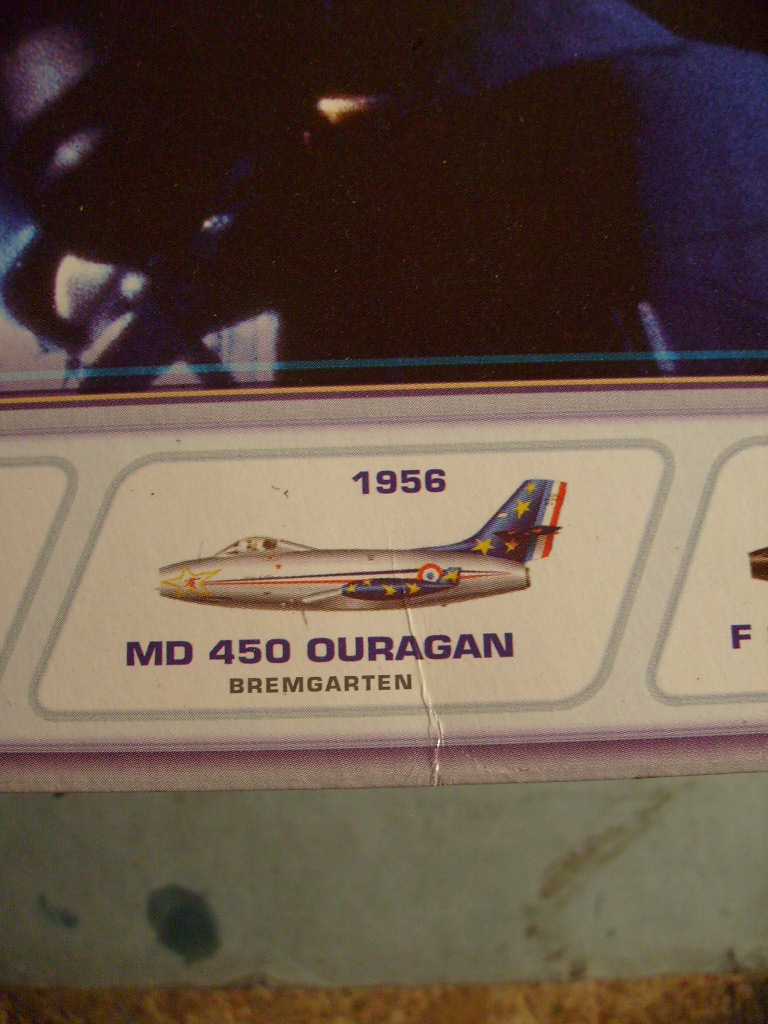 1956
MD 450 OURAGAN
BREMGARTEN
F